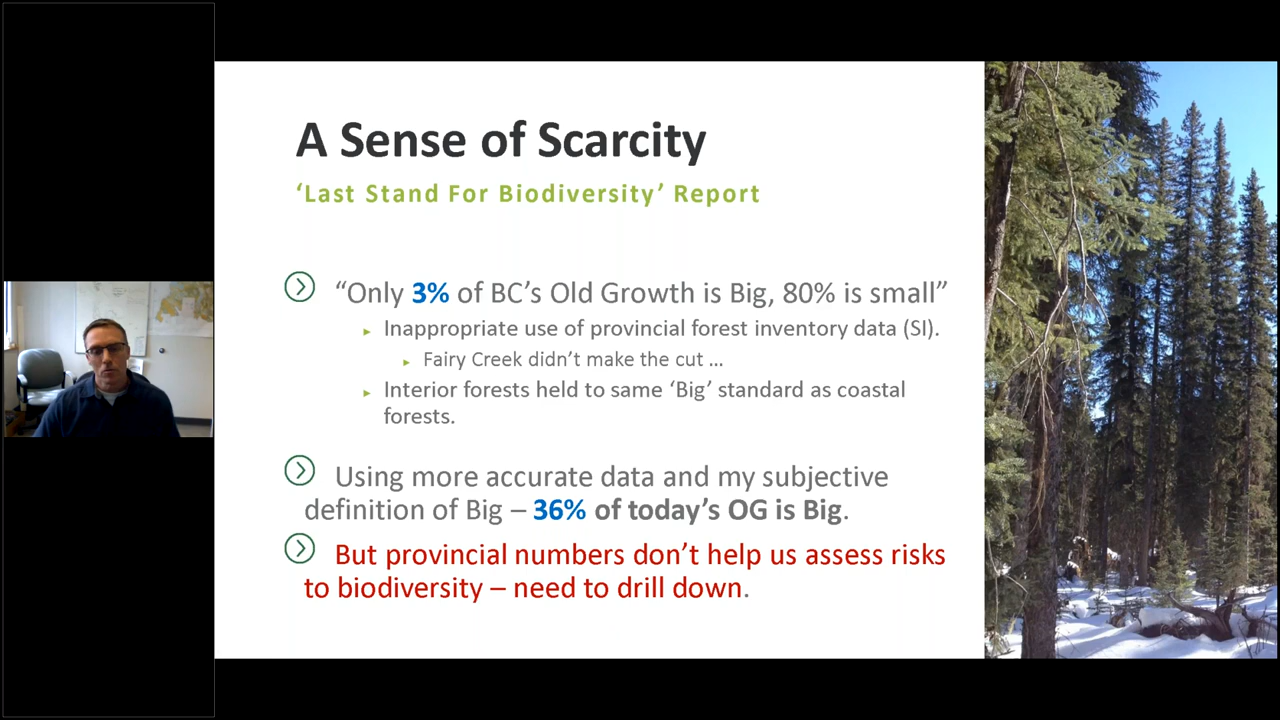 A Sense of Scarcity
‘Last Stand For Biodiversity’ Report
“Only 3% of BC’s Old Growth is Big, 80% is small”
Inappropriate use of provincial forest inventory data (SI).
Fairy Creek didn’t make the cut …
Interior forests held to same ‘Big’ standard as coastal
forests.
Using more accurate data and my subjective
definition of Big – 36% of today’s OG is Big.
But provincial numbers don’t help us assess risks
to biodiversity – need to drill down.